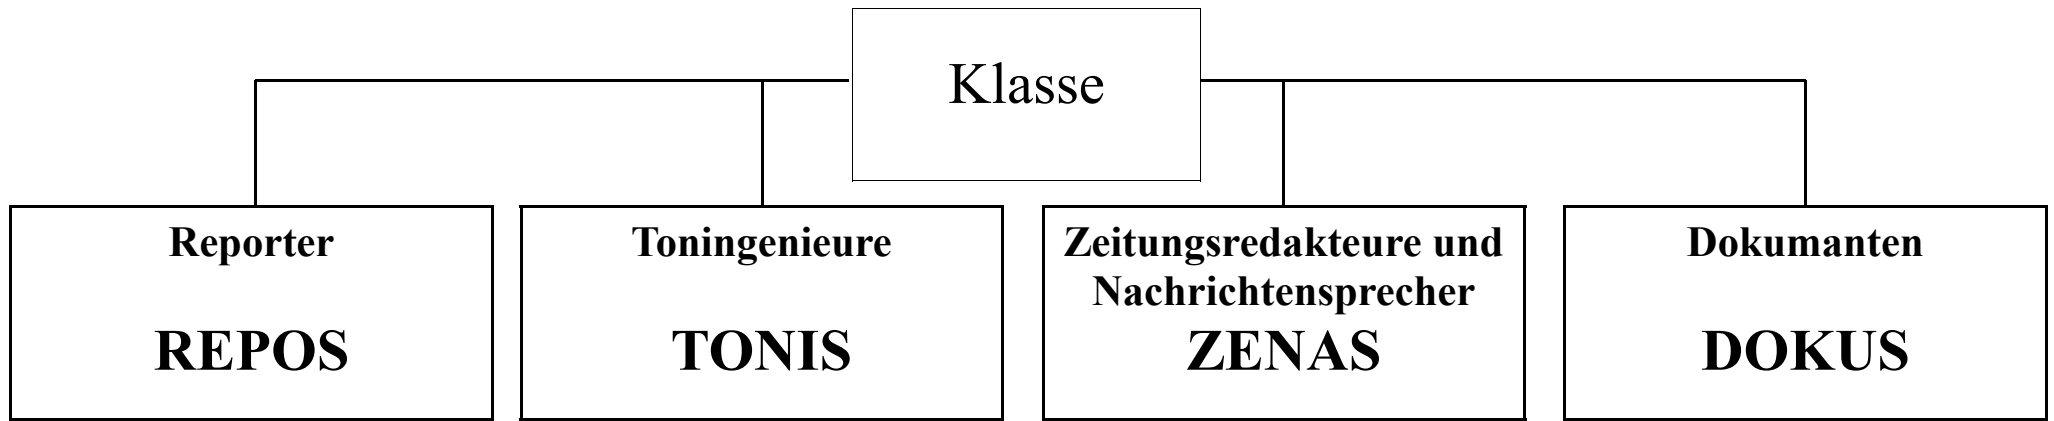 Klasse
Reporter
REPOS
Toningenieure
TONIS
Zeitungsredakteure und
Nachrichtensprecher
ZENAS
Dokumanten
DOKUS